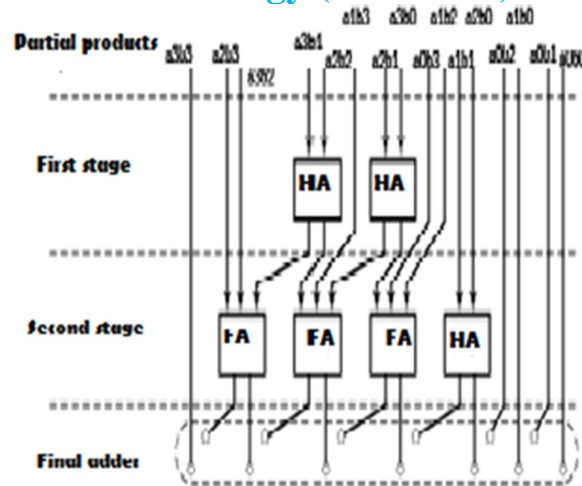 a1b3 a3b0 a1b2 a2b0 a1b0
Partial products a3b3 a2b3 a3b2 a3b1 a2b2 a2b1 a0b3 a1b1 a0b2 a0b1 a0b0
First stage
HA HA
Second stage
FA FA FA HA
Final adder